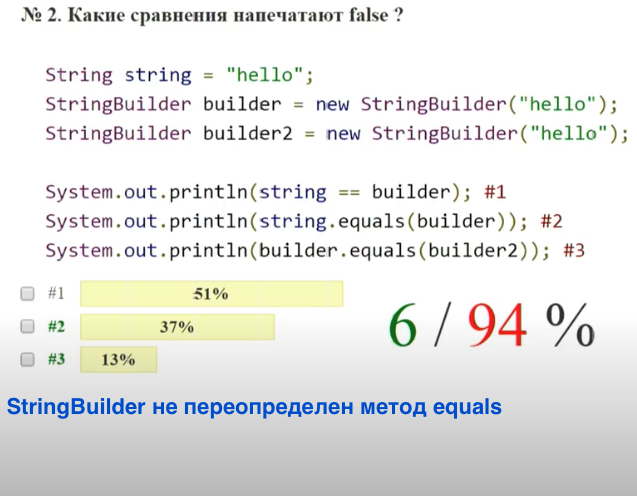 № 2. Какие сравнения напечатают false ?
String string = "hello";
StringBuilder builder = new StringBuilder("hello");
StringBuilder builder2 = new StringBuilder("hello");
System.out.println(string == builder); #1
System.out.println(string.equals(builder)); #2
System.out.println(builder.equals(builder2)); #3
#1 51%
#2 37%
#3 13%
6 / 94 %
StringBuilder не переопределен метод equals